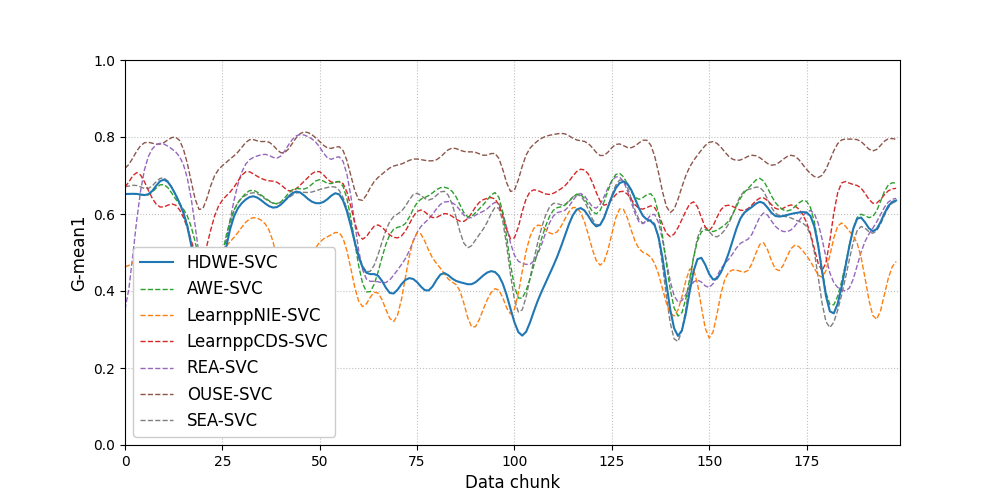 1.0
0.8
0.6
0.4
0.2
0.0
G-mean1
HDWE-SVC
AWE-SVC
LearnppNIE-SVC
LearnppCDS-SVC
REA-SVC
OUSE-SVC
SEA-SVC
0 25 50 75 100 125 150 175
Data chunk